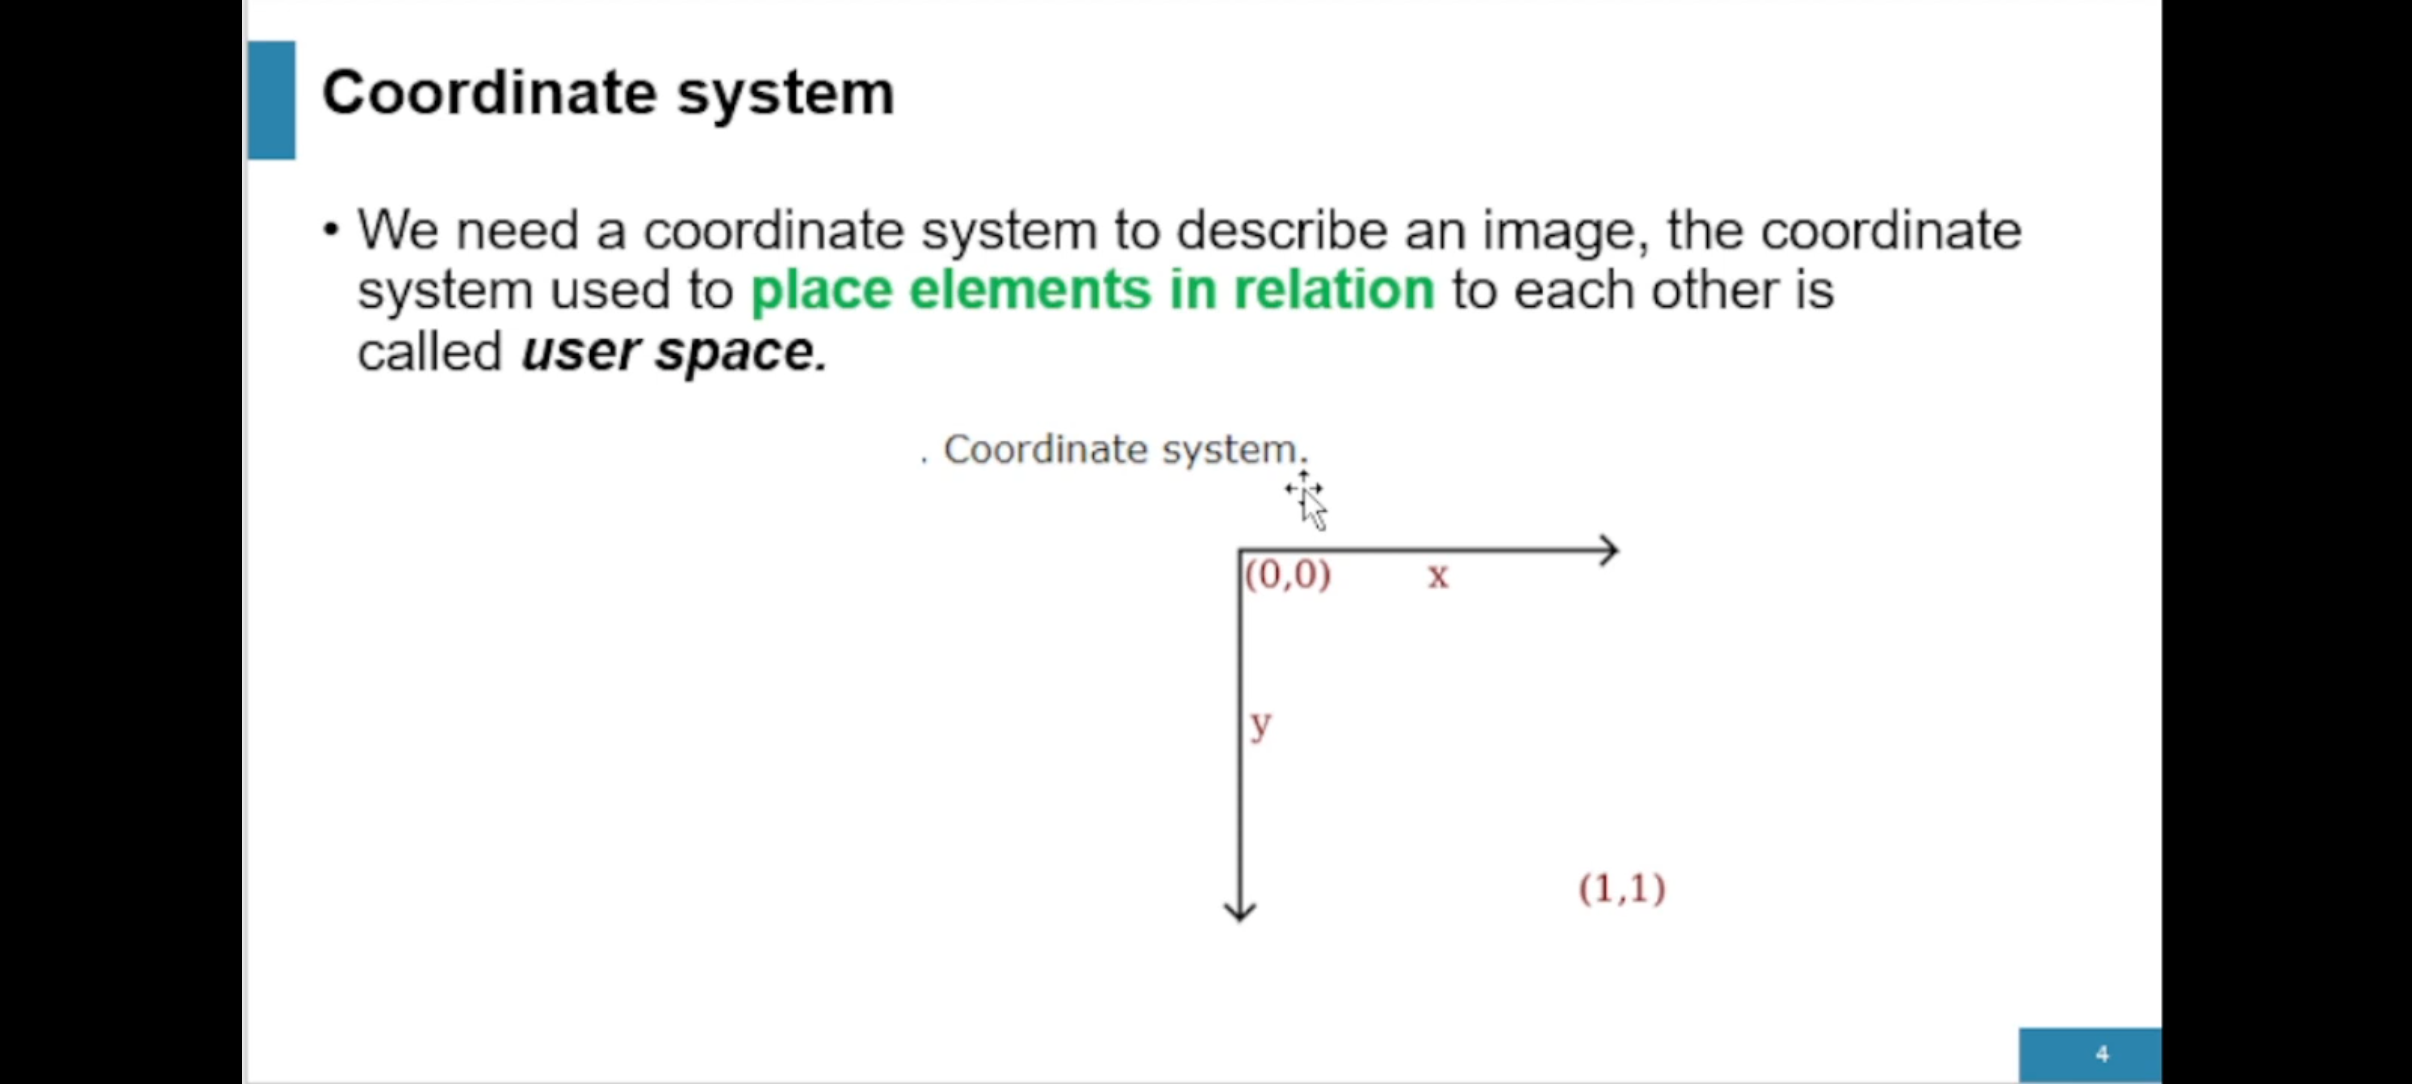 Coordinate system
• We need a coordinate system to describe an image, the coordinate
system used to place elements in relation to each other is
called user space.
. Coordinate system.
(0,0) x
y
(1,1)
4